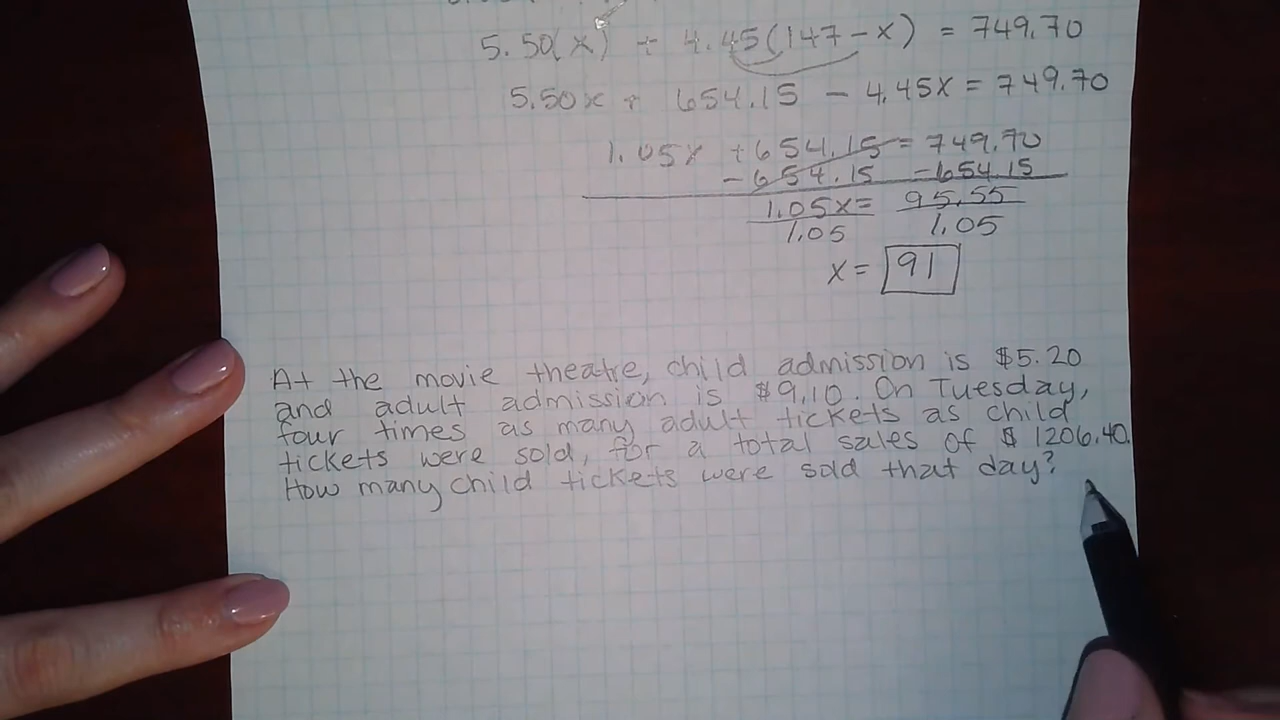 5.50(x) + 4.45(147-x) = 749.70
5.50x + 654.15 - 4.45x = 749.70
1.05x +654.15 = 749.70
-654.15 -654.15
1.05x = 95.55
1.05 1.05
x = 91
At the movie theatre, child admission is $5.20
and adult admission is $9.10. On Tuesday,
four times as many adult tickets as child
tickets were sold, for a total sales of $1206.40.
How many child tickets were sold that day?